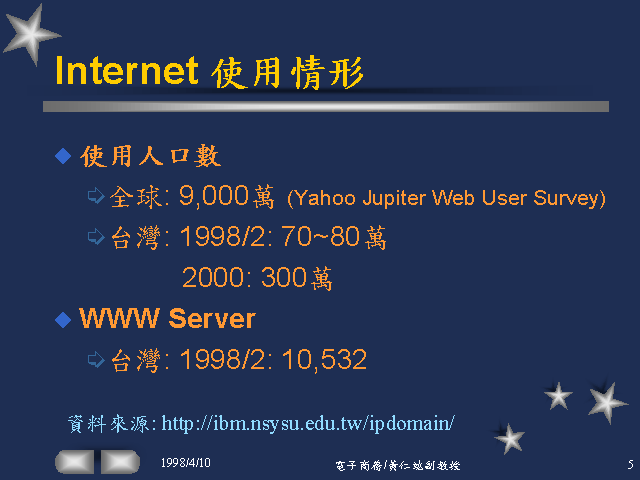 Internet 使用情形
使用人口數
全球: 9,000萬 (Yahoo Jupiter Web User Survey)
台灣: 1998/2: 70~80萬
2000: 300萬
WWW Server
台灣: 1998/2: 10,532
資料來源: http://ibm.nsysu.edu.tw/ipdomain/
1998/4/10
電子商務/黃仁 副教授
5